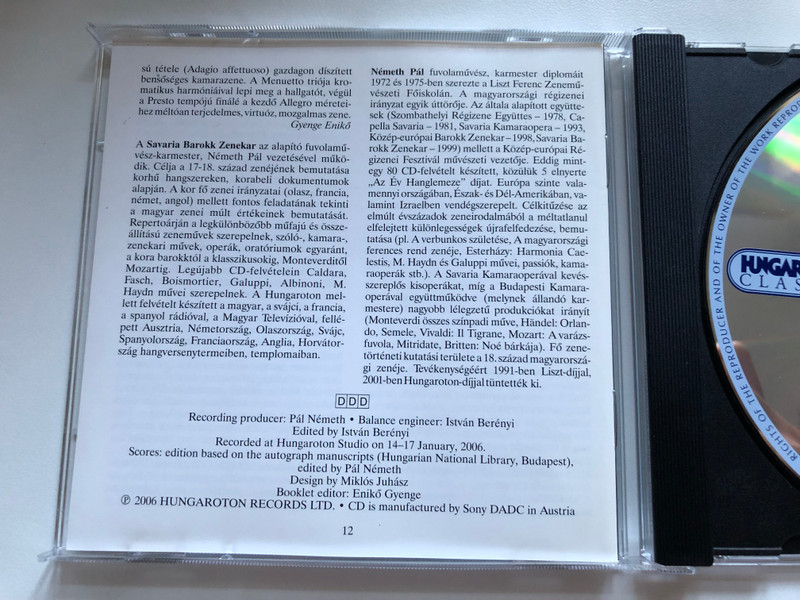 sú tétele (Adagio affettuoso) gazdagon díszített
bensőséges kamarazene. A Menuetto triója kro-
matikus harmóniáival lepi meg a hallgatót, végül
a Presto tempójú finálé a kezdő Allegro méretei-
hez méltóan terjedelmes, virtuóz, mozgalmas zene.
Gyenge Enikő
A Savaria Barokk Zenekar az alapító fuvolamű-
vész-karmester, Németh Pál vezetésével műkö-
dik. Célja a 17-18. század zenéjének bemutatása
korhű hangszereken, korabeli dokumentumok
alapján. A kor fő zenei irányzatai (olasz, francia,
német, angol) mellett fontos feladatának tekinti
a magyar zenei múlt értékeinek bemutatását.
Repertoárján a legkülönbözőbb műfajú és össze-
állítású zeneművek szerepelnek, szóló-, kamara-,
zenekari művek, operák, oratóriumok egyaránt,
a kora barokktól a klasszikusokig, Monteverditől
Mozartig. Legújabb CD-felvételein Caldara,
Fasch, Boismortier, Galuppi, Albinoni, M.
Haydn művei szerepelnek. A Hungaroton mel-
lett felvételt készített a magyar, a svájci, a francia,
a spanyol rádióval, a Magyar Televízióval, fellé-
pett Ausztria, Németország, Olaszország, Svájc,
Spanyolország, Franciaország, Anglia, Horvátor-
szág hangversenytermeiben, templomaiban.
Németh Pál fuvolaművész, karmester diplomáit
1972 és 1975-ben szerezte a Liszt Ferenc Zenemű-
vészeti Főiskolán. A magyarországi régizenei
irányzat egyik úttörője. Az általa alapított együtte-
sek (Szombathelyi Régizene Együttes – 1978, Ca-
pella Savaria – 1981, Savaria Kamaraopera – 1993,
Közép-európai Barokk Zenekar – 1998, Savaria Ba-
rokk Zenekar – 1999) mellett a Közép-európai Ré-
gizenei Fesztivál művészeti vezetője. Eddig mint-
egy 80 CD-felvételt készített, közülük 5 elnyerte
„Az Év Hanglemeze” díjat. Európa szinte vala-
mennyi országában, Észak- és Dél-Amerikában, va-
lamint Izraelben vendégszerepelt. Célkitűzése az
elmúlt évszázadok zeneirodalmából a méltatlanul
elfelejtett különlegességek újrafelfedezése, bemu-
tatása (pl. A verbunkos születése, A magyarországi
ferences rend zenéje, Esterházy: Harmonia Cae-
lestis, M. Haydn és Galuppi művei, passiók, kama-
raoperák stb.). A Savaria Kamaraoperával kevés-
szereplős kisoperákat, míg a Budapesti Kamara-
operával együttműködve (melynek állandó kar-
mestere) nagyobb lélegzetű produkciókat irányít
(Monteverdi összes színpadi műve, Händel: Orlan-
do, Semele, Vivaldi: Il Tigrane, Mozart: A varázs-
fuvola, Mitridate, Britten: Noé bárkája). Fő zene-
történeti kutatási területe a 18. század magyarorszá-
gi zenéje. Tevékenységéért 1991-ben Liszt-díjjal,
2001-ben Hungaroton-díjjal tüntették ki.
DDD
Recording producer: Pál Németh • Balance engineer: István Berényi
Edited by István Berényi
Recorded at Hungaroton Studio on 14–17 January, 2006.
Scores: edition based on the autograph manuscripts (Hungarian National Library, Budapest),
edited by Pál Németh
Design by Miklós Juhász
Booklet editor: Enikő Gyenge
℗ 2006 HUNGAROTON RECORDS LTD. • CD is manufactured by Sony DADC in Austria
12
RIGHTS OF THE REPRODUCER AND OF THE OWNER OF THE WORK REPROD
HUNGARO
CLAS